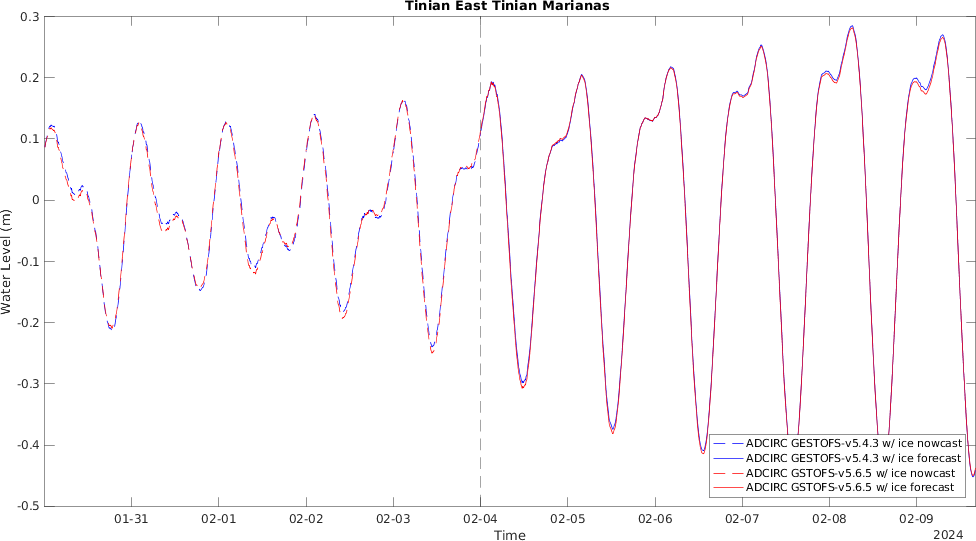 Tinian East Tinian Marianas
0.3
0.2
0.1
0
-0.1
-0.2
-0.3
-0.4
-0.5
Water Level (m)
ADCIRC GESTOFS-v5.4.3 w/ ice nowcast
ADCIRC GESTOFS-v5.4.3 w/ ice forecast
ADCIRC GSTOFS-v5.6.5 w/ ice nowcast
ADCIRC GSTOFS-v5.6.5 w/ ice forecast
01-31 02-01 02-02 02-03 02-04 02-05 02-06 02-07 02-08 02-09
Time
2024